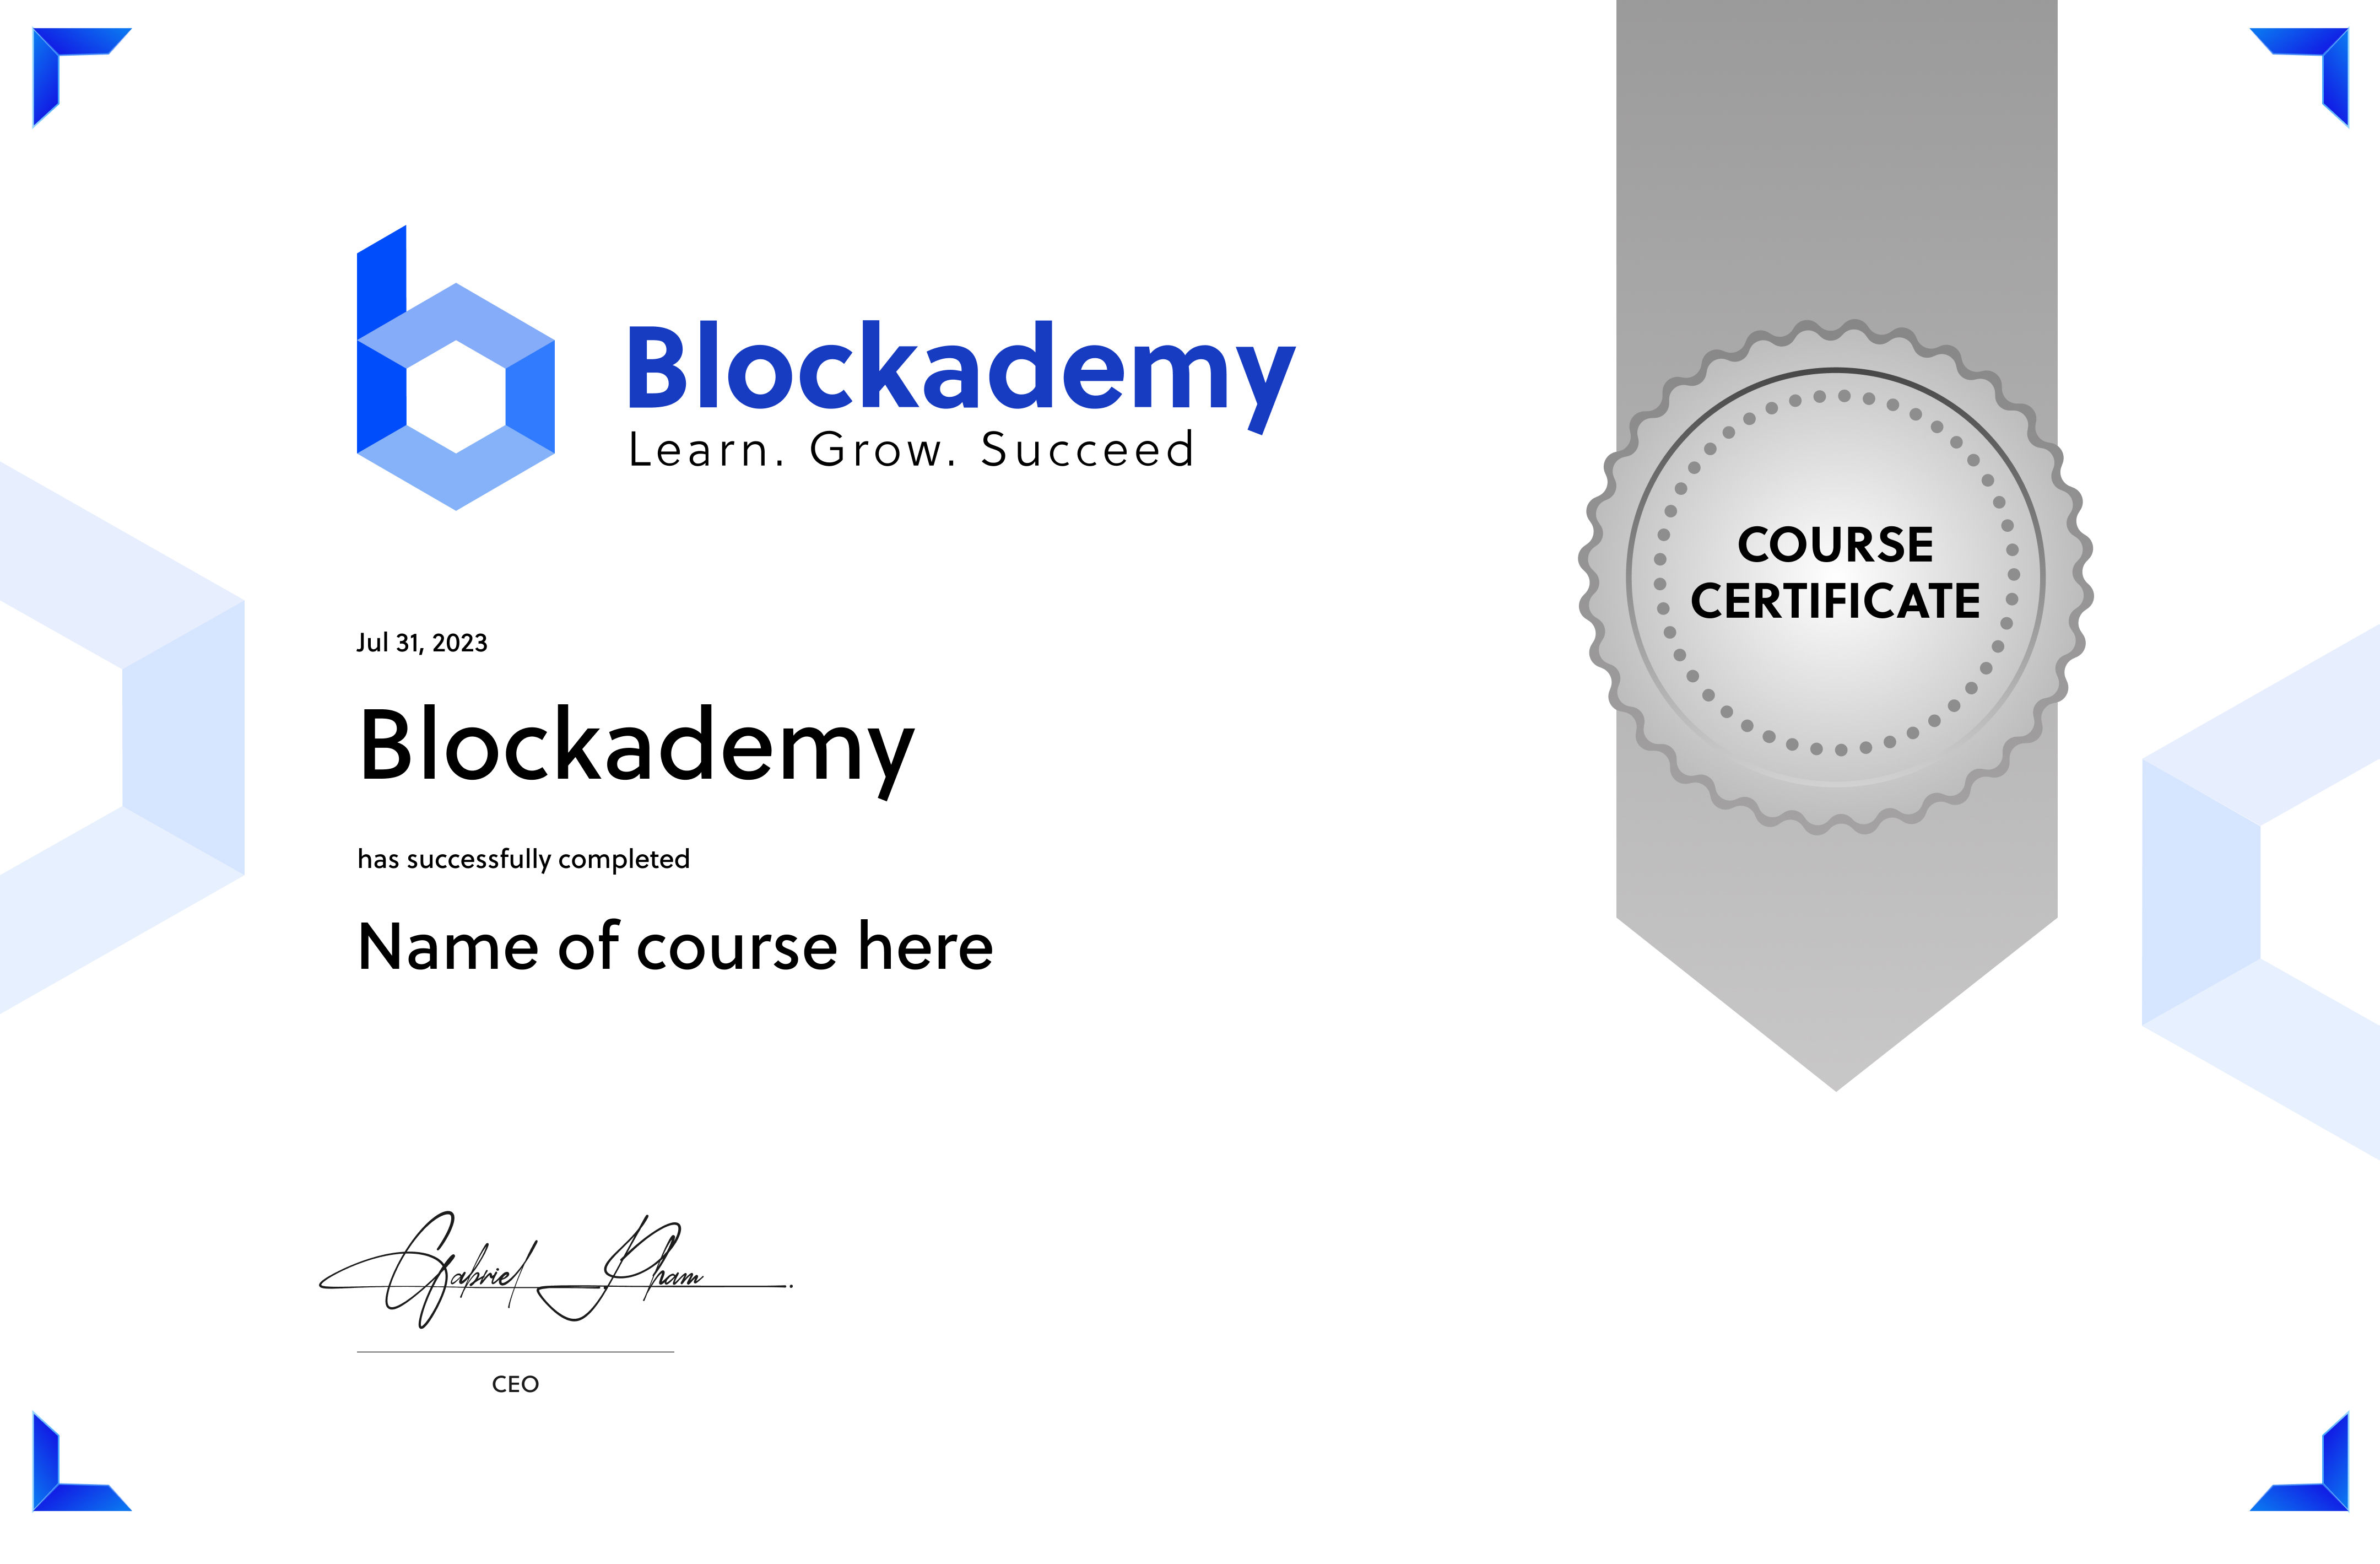 Blockademy
Learn. Grow. Succeed
COURSE
CERTIFICATE
Jul 31, 2023
Blockademy
has successfully completed
Name of course here
Gabriel
CEO